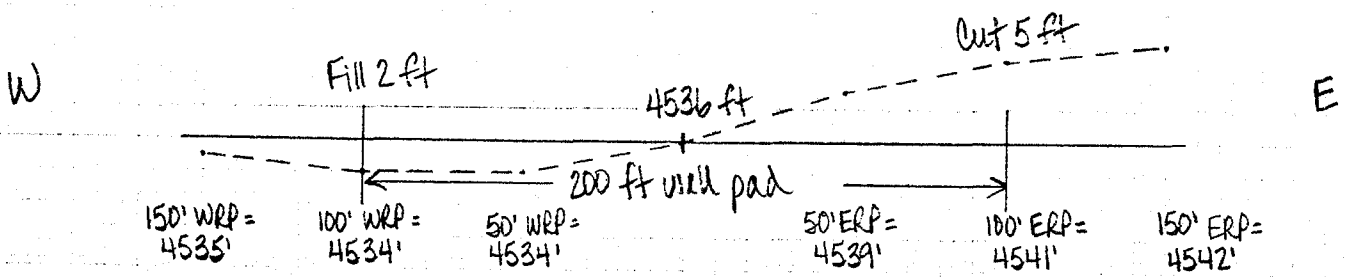 Cut 5 ft
Fill 2 ft
W
4536 ft
E
200 ft well pad
150' WRP =
4535'
100' WRP =
4534'
50' WRP =
4534'
50' ERP=
4539'
100' ERP=
4541'
150' ERP=
4542'